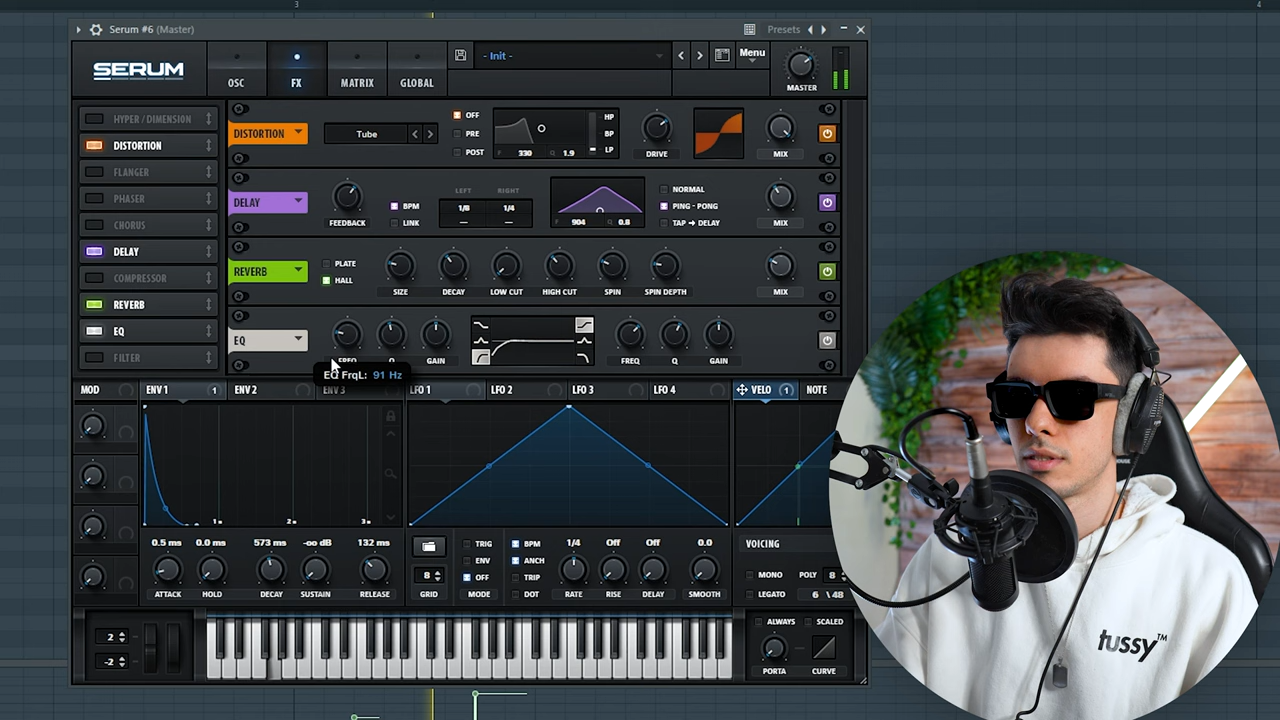 3
4
Serum #6 (Master)
Presets
SERUM
OSC
FX
MATRIX
GLOBAL
- Init -
Menu
MASTER
HYPER / DIMENSION
DISTORTION
FLANGER
PHASER
CHORUS
DELAY
COMPRESSOR
REVERB
EQ
FILTER
DISTORTION
Tube
OFF
PRE
POST
F 330 Q 1.9
HP
BP
LP
DRIVE
MIX
DELAY
FEEDBACK
BPM
LINK
LEFT RIGHT
1/8 1/4
F 904 Q 0.8
NORMAL
PING - PONG
TAP ➔ DELAY
MIX
REVERB
PLATE
HALL
SIZE
DECAY
LOW CUT
HIGH CUT
SPIN
SPIN DEPTH
MIX
EQ
FREQ
Q
GAIN
FREQ
Q
GAIN
EQ FrqL: 91 Hz
MOD
ENV 1 1
ENV 2
ENV 3
LFO 1
LFO 2
LFO 3
LFO 4
VELO 1
NOTE
1s
2s
3s
0.5 ms
0.0 ms
573 ms
-oo dB
132 ms
ATTACK
HOLD
DECAY
SUSTAIN
RELEASE
8
GRID
TRIG
ENV
OFF
MODE
BPM
ANCH
TRIP
DOT
1/4
Off
Off
0.0
RATE
RISE
DELAY
SMOOTH
VOICING
MONO
POLY 8
LEGATO
6 \ 48
2
-2
ALWAYS
SCALED
PORTA
CURVE
tussy™